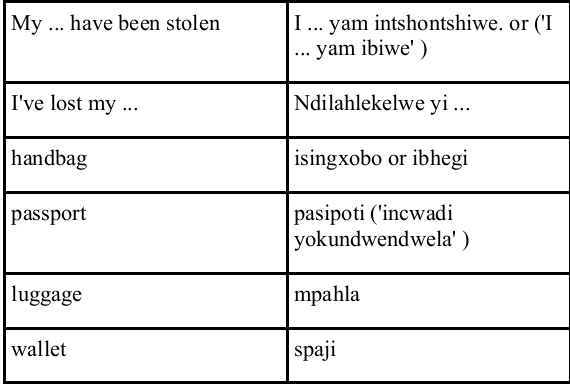 My ... have been stolen
I ... yam intshontshiwe. or ('I
... yam ibiwe' )
I've lost my ...
Ndilahlekelwe yi ...
handbag
isingxobo or ibhegi
passport
pasipoti ('incwadi
yokundwendwela' )
luggage
mpahla
wallet
spaji